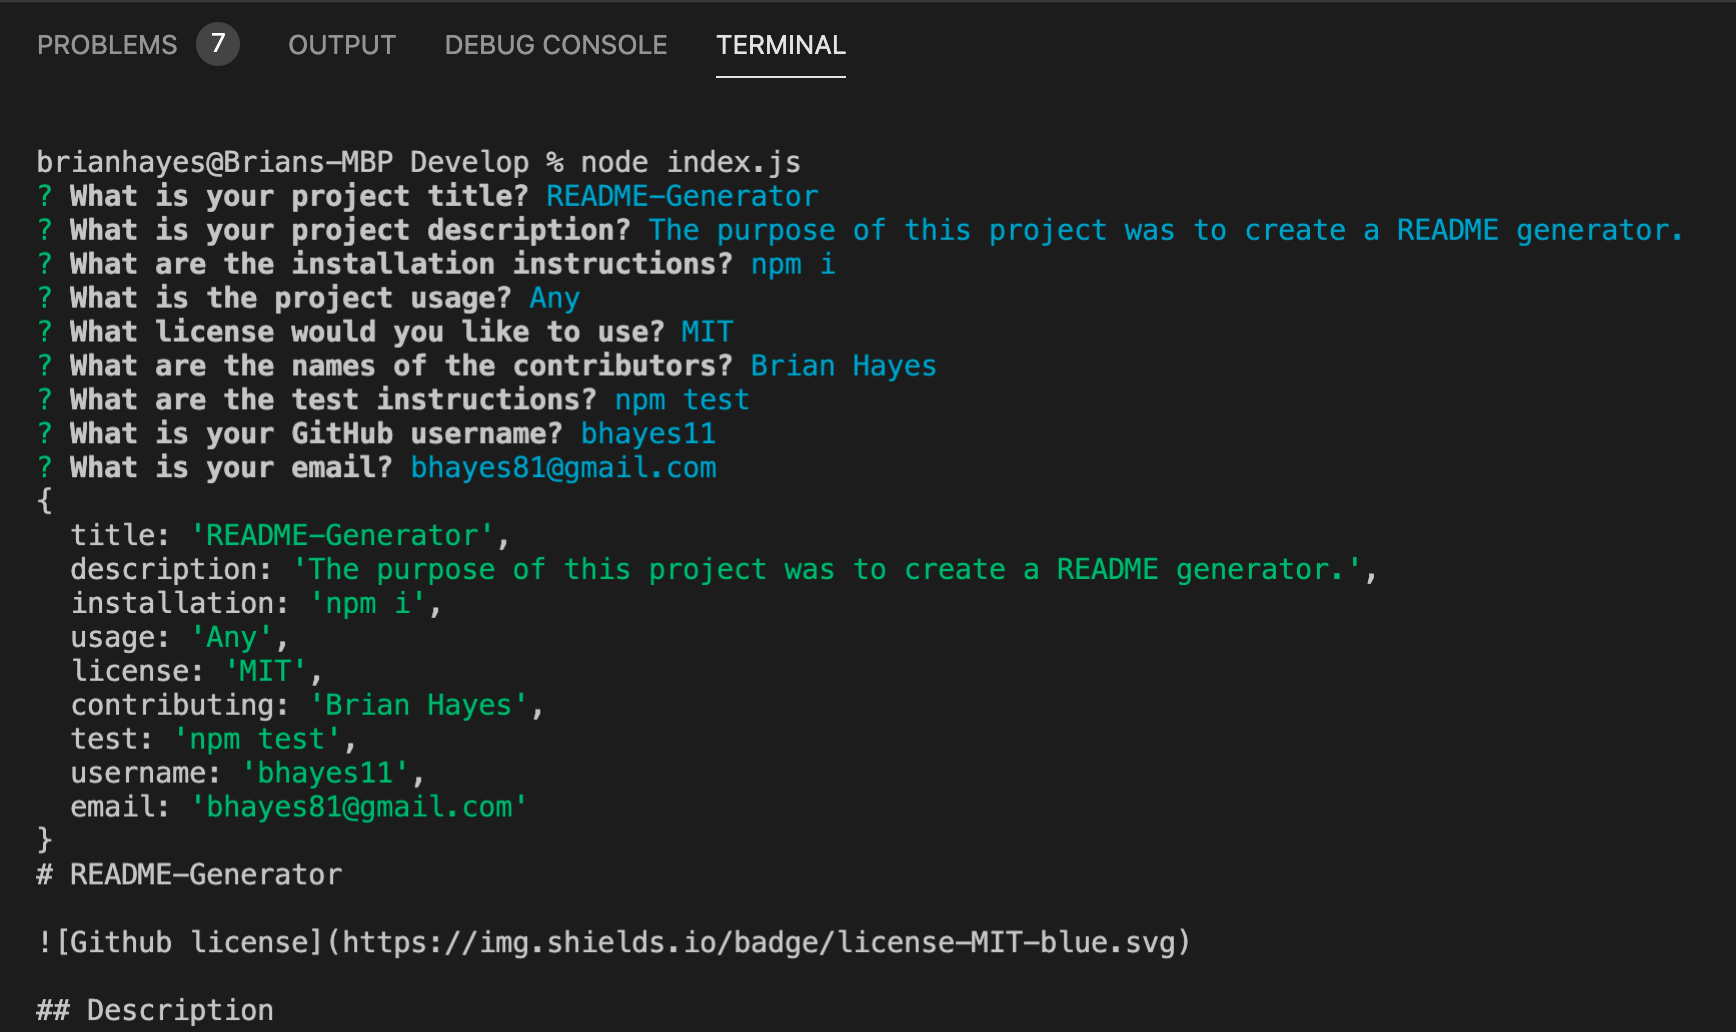 PROBLEMS 7 OUTPUT DEBUG CONSOLE TERMINAL
brianhayes@Brians-MBP Develop % node index.js
? What is your project title? README-Generator
? What is your project description? The purpose of this project was to create a README generator.
? What are the installation instructions? npm i
? What is the project usage? Any
? What license would you like to use? MIT
? What are the names of the contributors? Brian Hayes
? What are the test instructions? npm test
? What is your GitHub username? bhayes11
? What is your email? bhayes81@gmail.com
{
  title: 'README-Generator',
  description: 'The purpose of this project was to create a README generator.',
  installation: 'npm i',
  usage: 'Any',
  license: 'MIT',
  contributing: 'Brian Hayes',
  test: 'npm test',
  username: 'bhayes11',
  email: 'bhayes81@gmail.com'
}
# README-Generator
![Github license](https://img.shields.io/badge/license-MIT-blue.svg)
## Description